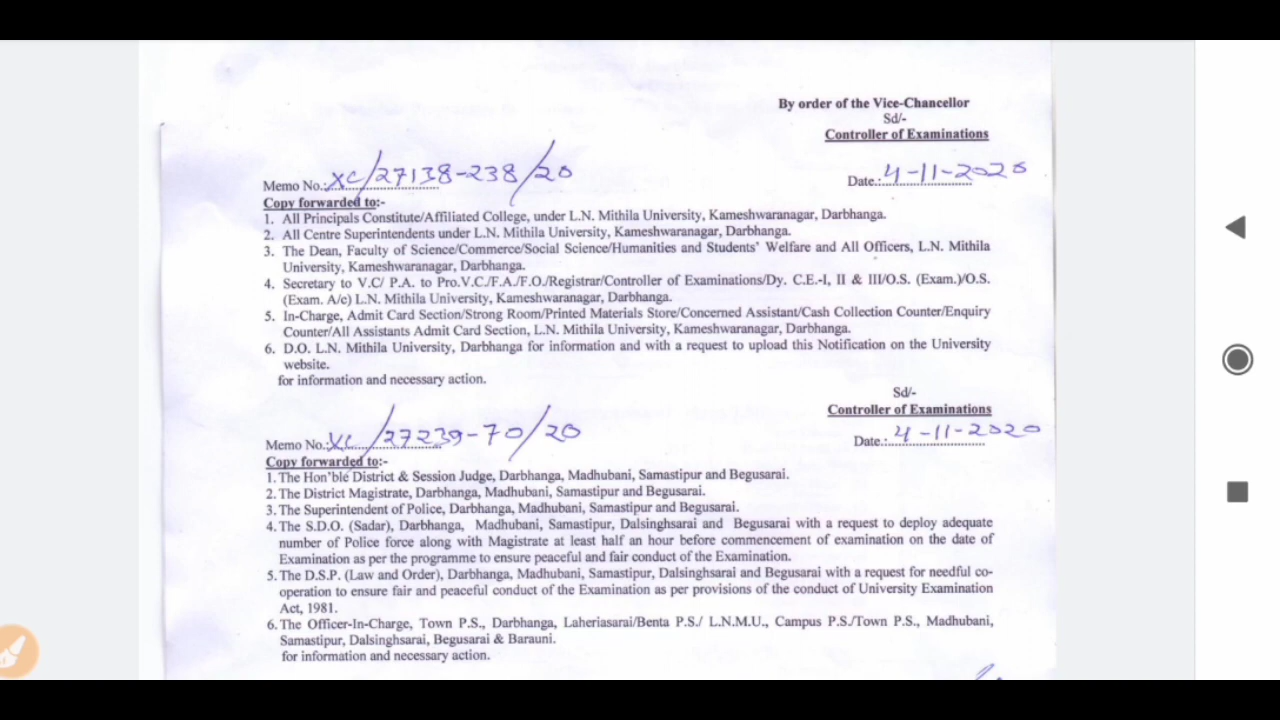 By order of the Vice-Chancellor
Sd/-
Controller of Examinations
Memo No.: XC/27138-238/20 Date.: 4-11-2020
Copy forwarded to:-
1. All Principals Constitute/Affiliated College, under L.N. Mithila University, Kameshwaranagar, Darbhanga.
2. All Centre Superintendents under L.N. Mithila University, Kameshwaranagar, Darbhanga.
3. The Dean, Faculty of Science/Commerce/Social Science/Humanities and Students' Welfare and All Officers, L.N. Mithila
University, Kameshwaranagar, Darbhanga.
4. Secretary to V.C/ P.A. to Pro.V.C./F.A./F.O./Registrar/Controller of Examinations/Dy. C.E.-I, II & III/O.S. (Exam.)/O.S.
(Exam. A/c) L.N. Mithila University, Kameshwaranagar, Darbhanga.
5. In-Charge, Admit Card Section/Strong Room/Printed Materials Store/Concerned Assistant/Cash Collection Counter/Enquiry
Counter/All Assistants Admit Card Section, L.N. Mithila University, Kameshwaranagar, Darbhanga.
6. D.O. L.N. Mithila University, Darbhanga for information and with a request to upload this Notification on the University
website.
for information and necessary action.
Sd/-
Controller of Examinations
Memo No.: XC/27239-70/20 Date.: 4-11-2020
Copy forwarded to:-
1. The Hon'ble District & Session Judge, Darbhanga, Madhubani, Samastipur and Begusarai.
2. The District Magistrate, Darbhanga, Madhubani, Samastipur and Begusarai.
3. The Superintendent of Police, Darbhanga, Madhubani, Samastipur and Begusarai.
4. The S.D.O. (Sadar), Darbhanga, Madhubani, Samastipur, Dalsinghsarai and Begusarai with a request to deploy adequate
number of Police force along with Magistrate at least half an hour before commencement of examination on the date of
Examination as per the programme to ensure peaceful and fair conduct of the Examination.
5. The D.S.P. (Law and Order), Darbhanga, Madhubani, Samastipur, Dalsinghsarai and Begusarai with a request for needful co-
operation to ensure fair and peaceful conduct of the Examination as per provisions of the conduct of University Examination
Act, 1981.
6. The Officer-In-Charge, Town P.S., Darbhanga, Laheriasarai/Benta P.S./ L.N.M.U., Campus P.S./Town P.S., Madhubani,
Samastipur, Dalsinghsarai, Begusarai & Barauni.
for information and necessary action.